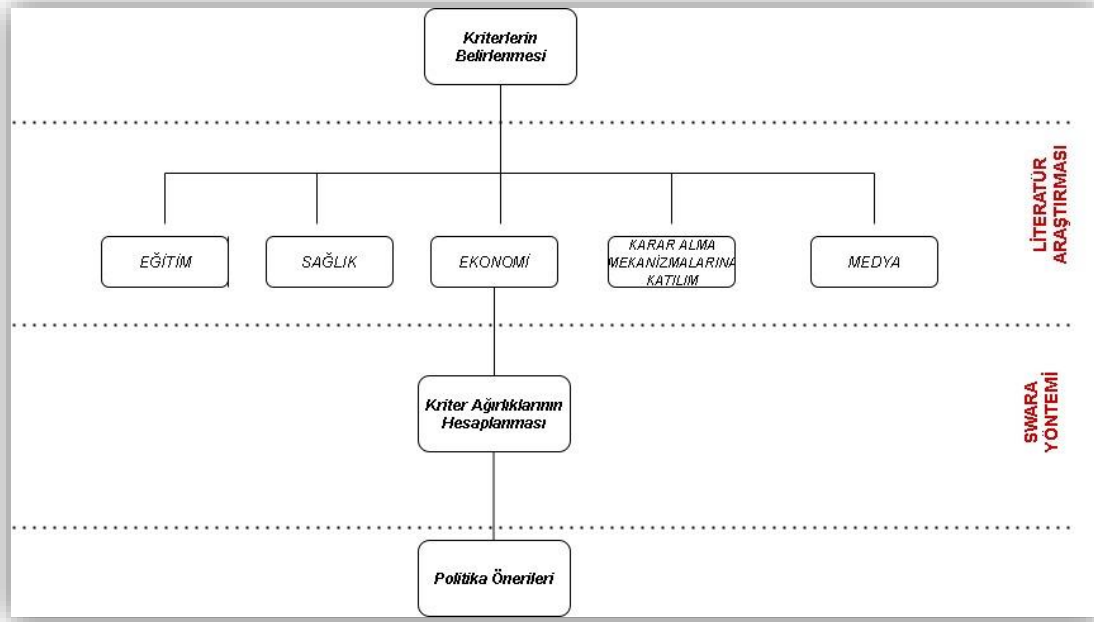 Kriterlerin
Belirlenmesi
LİTERATÜR
ARAŞTIRMASI
EĞİTİM
SAĞLIK
EKONOMİ
KARAR ALMA
MEKANİZMALARINA
KATILIM
MEDYA
SWARA
YÖNTEMİ
Kriter Ağırlıklarının
Hesaplanması
Politika Önerileri